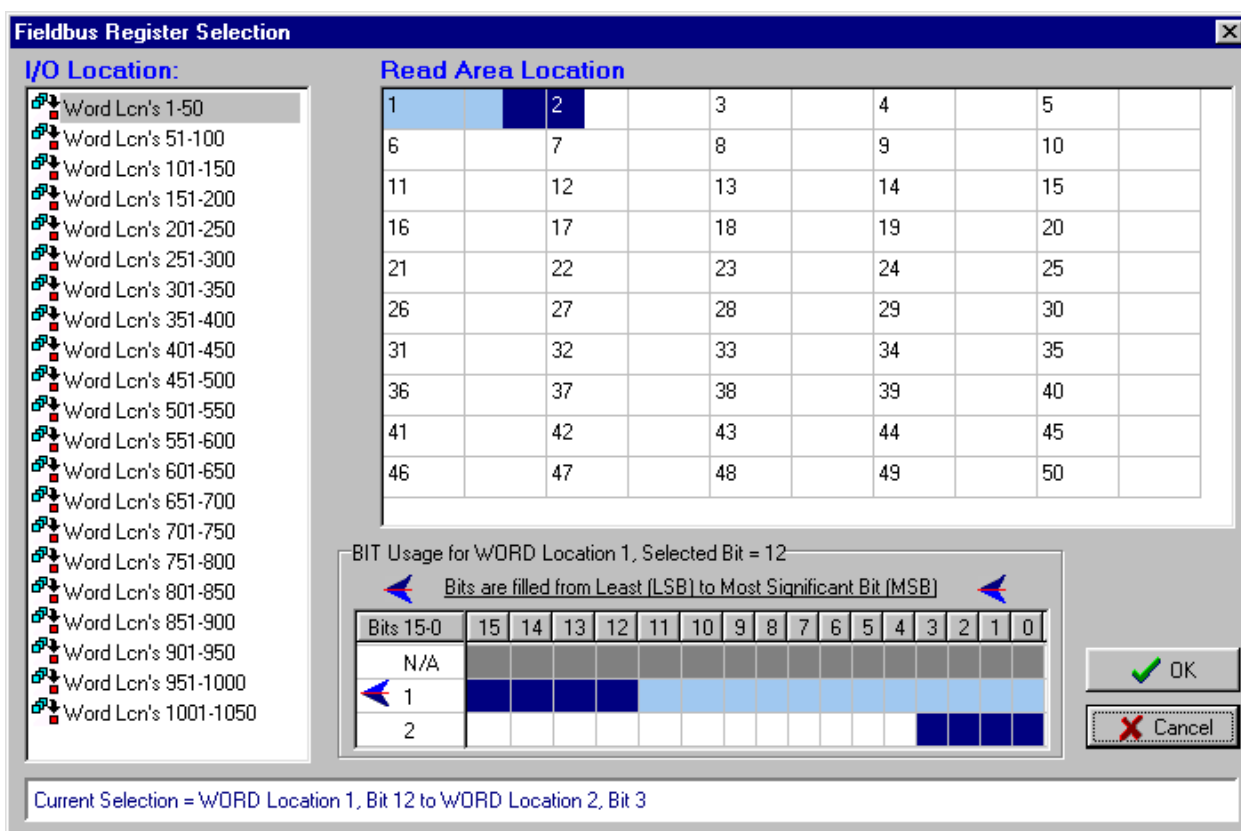 Fieldbus Register Selection
I/O Location:
Word Lcn's 1-50
Word Lcn's 51-100
Word Lcn's 101-150
Word Lcn's 151-200
Word Lcn's 201-250
Word Lcn's 251-300
Word Lcn's 301-350
Word Lcn's 351-400
Word Lcn's 401-450
Word Lcn's 451-500
Word Lcn's 501-550
Word Lcn's 551-600
Word Lcn's 601-650
Word Lcn's 651-700
Word Lcn's 701-750
Word Lcn's 751-800
Word Lcn's 801-850
Word Lcn's 851-900
Word Lcn's 901-950
Word Lcn's 951-1000
Word Lcn's 1001-1050
Read Area Location
1 2 3 4 5
6 7 8 9 10
11 12 13 14 15
16 17 18 19 20
21 22 23 24 25
26 27 28 29 30
31 32 33 34 35
36 37 38 39 40
41 42 43 44 45
46 47 48 49 50
BIT Usage for WORD Location 1, Selected Bit = 12
Bits are filled from Least (LSB) to Most Significant Bit (MSB)
Bits 15-0 15 14 13 12 11 10 9 8 7 6 5 4 3 2 1 0
N/A
1
2
OK
Cancel
Current Selection = WORD Location 1, Bit 12 to WORD Location 2, Bit 3